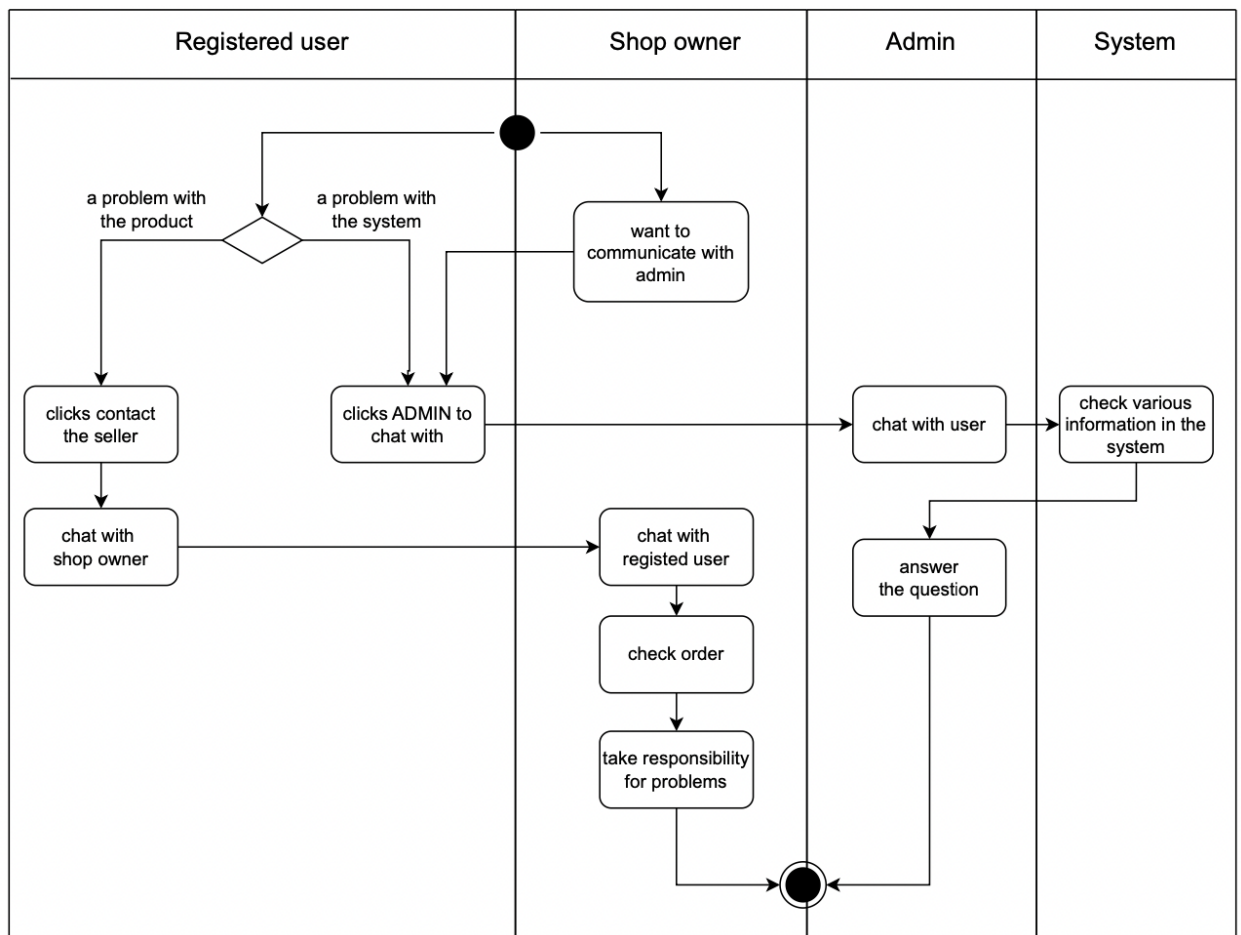 Registered user
Shop owner
Admin
System
a problem with
the product
a problem with
the system
want to
communicate with
admin
clicks contact
the seller
clicks ADMIN to
chat with
chat with user
check various
information in the
system
chat with
shop owner
chat with
registed user
answer
the question
check order
take responsibility
for problems